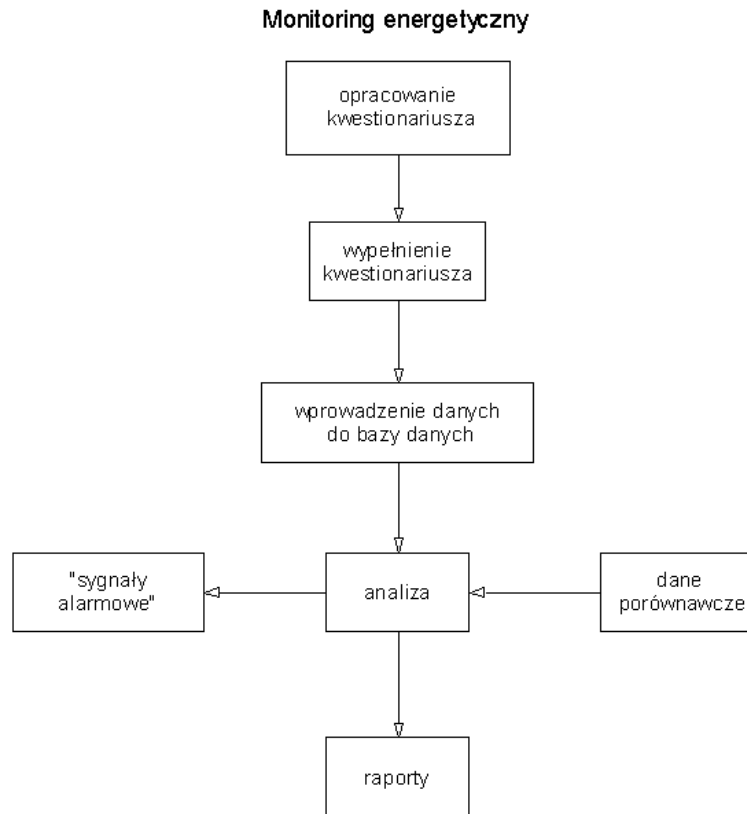 Monitoring energetyczny
opracowanie
kwestionariusza
wypełnienie
kwestionariusza
wprowadzenie danych
do bazy danych
"sygnały
alarmowe"
analiza
dane
porównawcze
raporty